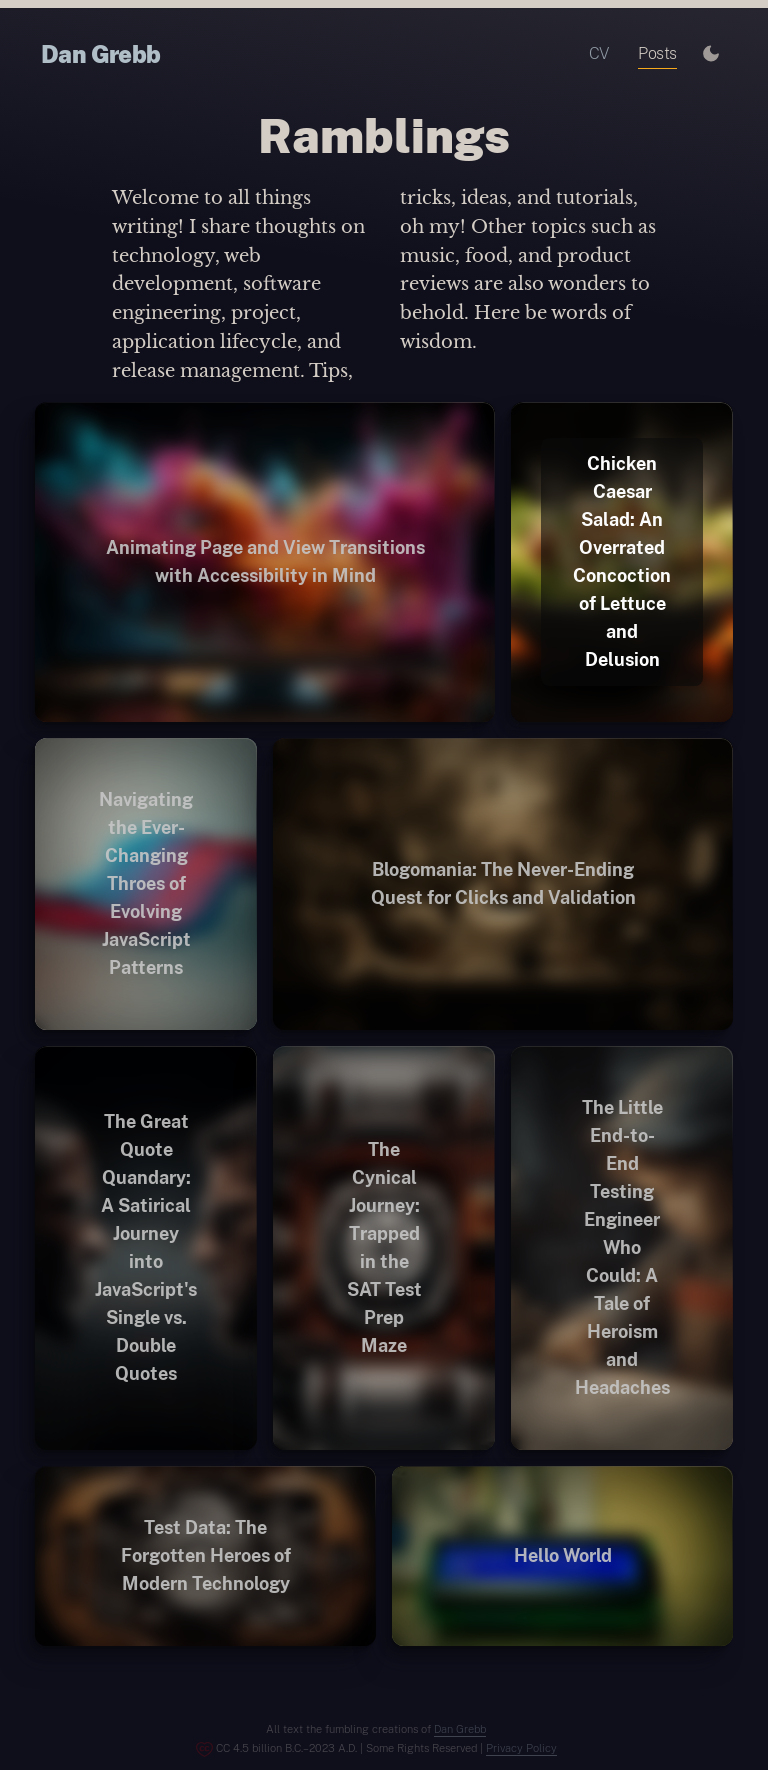 Dan Grebb
CV
Posts
Ramblings
Welcome to all things
writing! I share thoughts on
technology, web
development, software
engineering, project,
application lifecycle, and
release management. Tips,
tricks, ideas, and tutorials,
oh my! Other topics such as
music, food, and product
reviews are also wonders to
behold. Here be words of
wisdom.
Animating Page and View Transitions
with Accessibility in Mind
Chicken
Caesar
Salad: An
Overrated
Concoction
of Lettuce
and
Delusion
Navigating
the Ever-
Changing
Throes of
Evolving
JavaScript
Patterns
Blogomania: The Never-Ending
Quest for Clicks and Validation
The Great
Quote
Quandary:
A Satirical
Journey
into
JavaScript's
Single vs.
Double
Quotes
The
Cynical
Journey:
Trapped
in the
SAT Test
Prep
Maze
The Little
End-to-
End
Testing
Engineer
Who
Could: A
Tale of
Heroism
and
Headaches
Test Data: The
Forgotten Heroes of
Modern Technology
Hello World
All text the fumbling creations of Dan Grebb
CC 4.5 billion B.C.–2023 A.D. | Some Rights Reserved | Privacy Policy